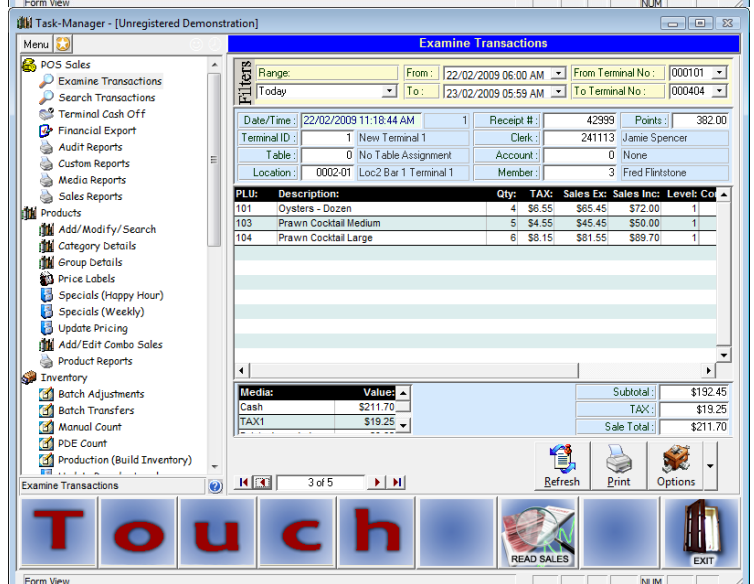 Form View NUM
Task-Manager - [Unregistered Demonstration]
Menu
Examine Transactions
POS Sales
Examine Transactions
Search Transactions
Terminal Cash Off
Financial Export
Audit Reports
Custom Reports
Media Reports
Sales Reports
Products
Add/Modify/Search
Category Details
Group Details
Price Labels
Specials (Happy Hour)
Specials (Weekly)
Update Pricing
Add/Edit Combo Sales
Product Reports
Inventory
Batch Adjustments
Batch Transfers
Manual Count
PDE Count
Production (Build Inventory)
Examine Transactions
Filters
Range: From: 22/02/2009 06:00 AM From Terminal No: 000101
Today To: 23/02/2009 05:59 AM To Terminal No: 000404
Date/Time: 22/02/2009 11:18:44 AM 1 Receipt #: 42999 Points: 382.00
Terminal ID: 1 New Terminal 1 Clerk: 241113 Jamie Spencer
Table: 0 No Table Assignment Account: 0 None
Location: 0002-01 Loc2 Bar 1 Terminal 1 Member: 3 Fred Flintstone
PLU: Description: Qty: TAX: Sales Ex: Sales Inc: Level: Co
101 Oysters - Dozen 4 $6.55 $65.45 $72.00 1
103 Prawn Cocktail Medium 5 $4.55 $45.45 $50.00 1
104 Prawn Cocktail Large 6 $8.15 $81.55 $89.70 1
Media: Value:
Cash $211.70
TAX1 $19.25
Subtotal: $192.45
TAX: $19.25
Sale Total: $211.70
3 of 5
Refresh Print Options
Touch
READ SALES
EXIT
Form View NUM